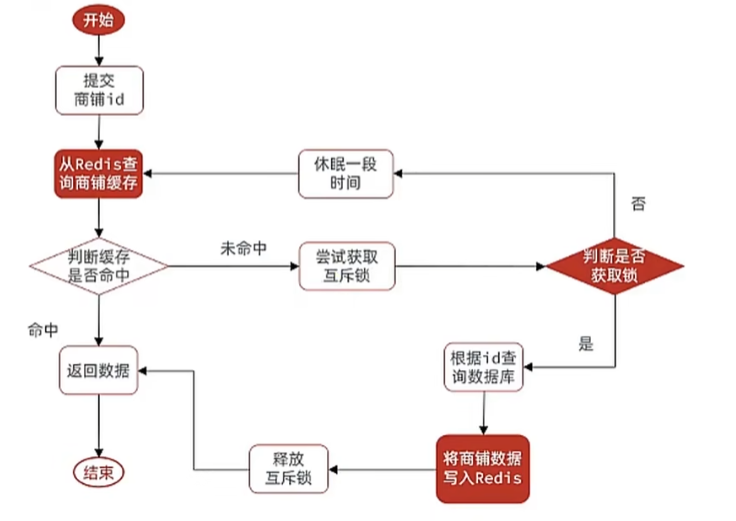 开始
提交
商铺id
从Redis查
询商铺缓存
休眠一段
时间
否
判断缓存
是否命中
未命中
尝试获取
互斥锁
判断是否
获取锁
命中
是
返回数据
根据id查
询数据库
结束
释放
互斥锁
将商铺数据
写入Redis